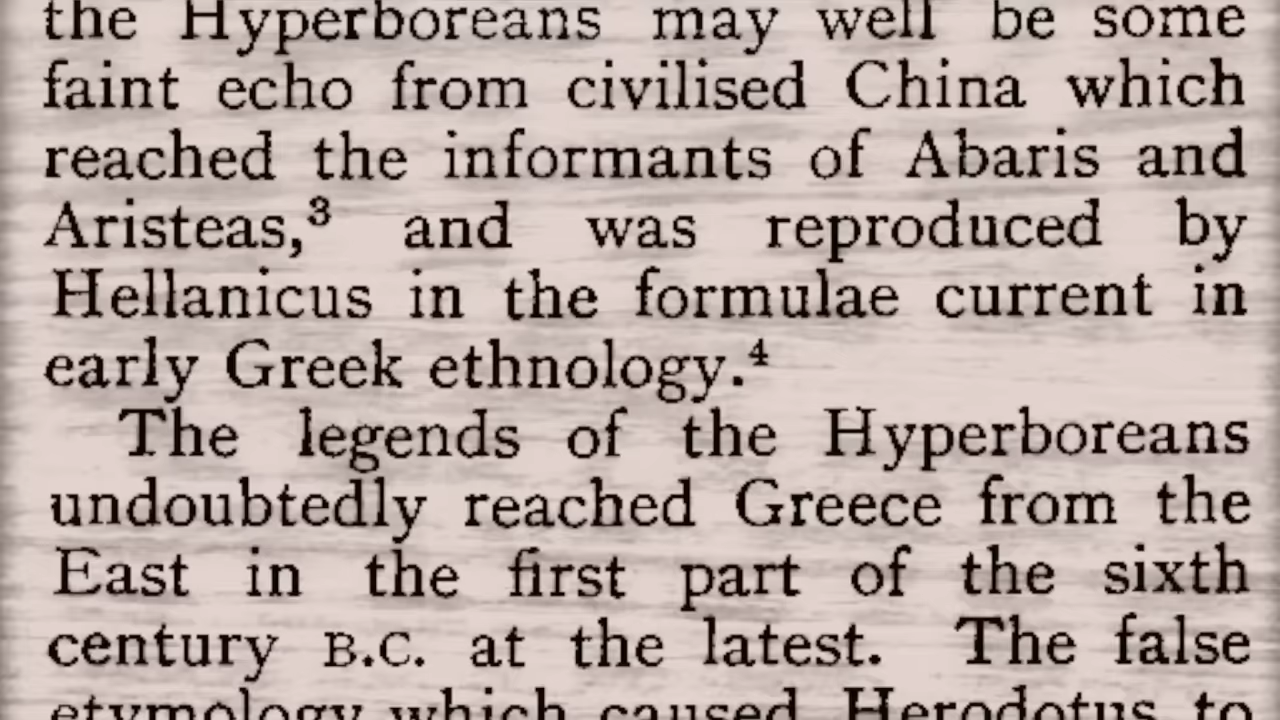 the Hyperboreans may well be some
faint echo from civilised China which
reached the informants of Abaris and
Aristeas,³ and was reproduced by
Hellanicus in the formulae current in
early Greek ethnology.⁴
The legends of the Hyperboreans
undoubtedly reached Greece from the
East in the first part of the sixth
century B.C. at the latest. The false
etymology which caused Herodotus to